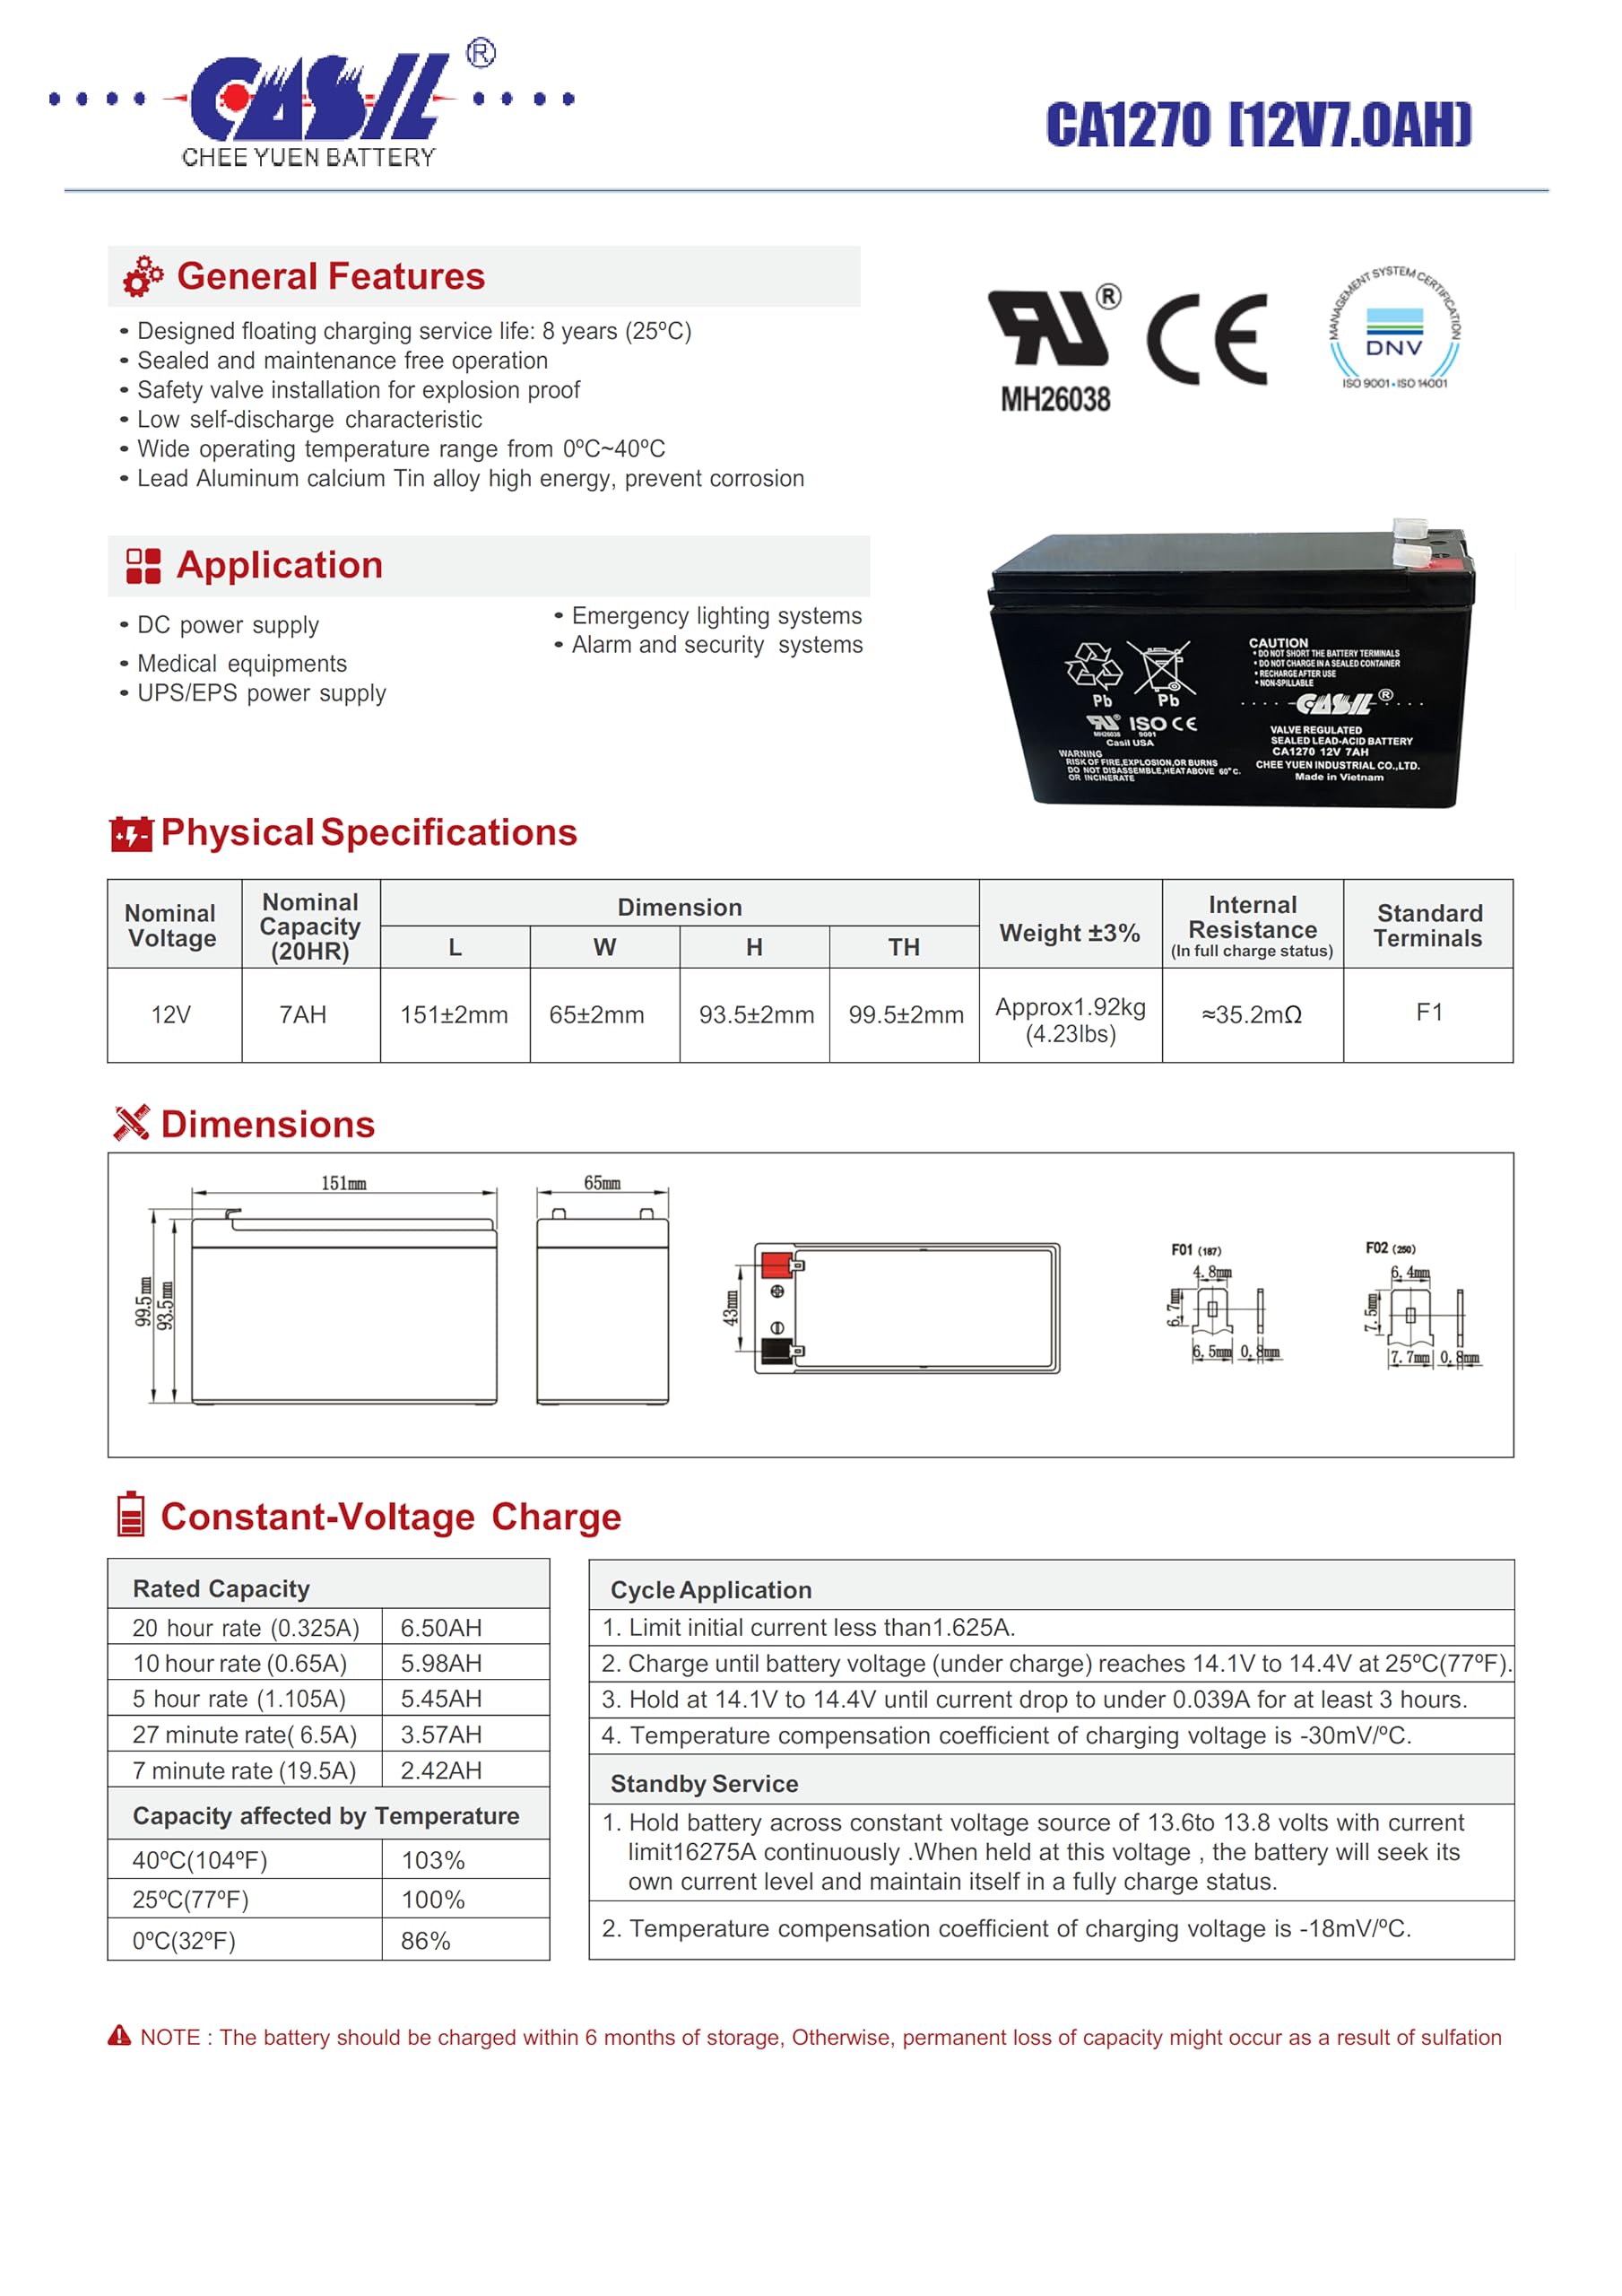 CASIL ®
CHEE YUEN BATTERY
CA1270 [12V7.0AH]
General Features
• Designed floating charging service life: 8 years (25ºC)
• Sealed and maintenance free operation
• Safety valve installation for explosion proof
• Low self-discharge characteristic
• Wide operating temperature range from 0ºC~40ºC
• Lead Aluminum calcium Tin alloy high energy, prevent corrosion
®
MH26038
CE
MANAGEMENT SYSTEM CERTIFICATION
DNV
ISO 9001•ISO 14001
Application
• DC power supply
• Medical equipments
• UPS/EPS power supply
• Emergency lighting systems
• Alarm and security systems
Pb
Pb
® ISO CE
MH26038 9001
Casil USA
WARNING
RISK OF FIRE,EXPLOSION,OR BURNS
DO NOT DISASSEMBLE,HEAT ABOVE 60°C.
OR INCINERATE
CAUTION
• DO NOT SHORT THE BATTERY TERMINALS
• DO NOT CHARGE IN A SEALED CONTAINER
• RECHARGE AFTER USE
• NON-SPILLABLE
CASIL ®
VALVE REGULATED
SEALED LEAD-ACID BATTERY
CA1270 12V 7AH
CHEE YUEN INDUSTRIAL CO.,LTD.
Made in Vietnam
Physical Specifications
Nominal Voltage
Nominal Capacity (20HR)
Dimension
L W H TH
Weight ±3%
Internal Resistance (In full charge status)
Standard Terminals
12V 7AH 151±2mm 65±2mm 93.5±2mm 99.5±2mm Approx1.92kg (4.23lbs) ≈35.2mΩ F1
Dimensions
151mm
99.5mm
93.5mm
65mm
43mm
F01 (187)
4.8mm
6.7mm
6.5mm 0.8mm
F02 (250)
6.4mm
7.5mm
7.7mm 0.8mm
Constant-Voltage Charge
Rated Capacity
20 hour rate (0.325A) 6.50AH
10 hour rate (0.65A) 5.98AH
5 hour rate (1.105A) 5.45AH
27 minute rate( 6.5A) 3.57AH
7 minute rate (19.5A) 2.42AH
Capacity affected by Temperature
40ºC(104ºF) 103%
25ºC(77ºF) 100%
0ºC(32ºF) 86%
Cycle Application
1. Limit initial current less than1.625A.
2. Charge until battery voltage (under charge) reaches 14.1V to 14.4V at 25ºC(77ºF).
3. Hold at 14.1V to 14.4V until current drop to under 0.039A for at least 3 hours.
4. Temperature compensation coefficient of charging voltage is -30mV/ºC.
Standby Service
1. Hold battery across constant voltage source of 13.6to 13.8 volts with current
limit16275A continuously .When held at this voltage , the battery will seek its
own current level and maintain itself in a fully charge status.
2. Temperature compensation coefficient of charging voltage is -18mV/ºC.
NOTE : The battery should be charged within 6 months of storage, Otherwise, permanent loss of capacity might occur as a result of sulfation